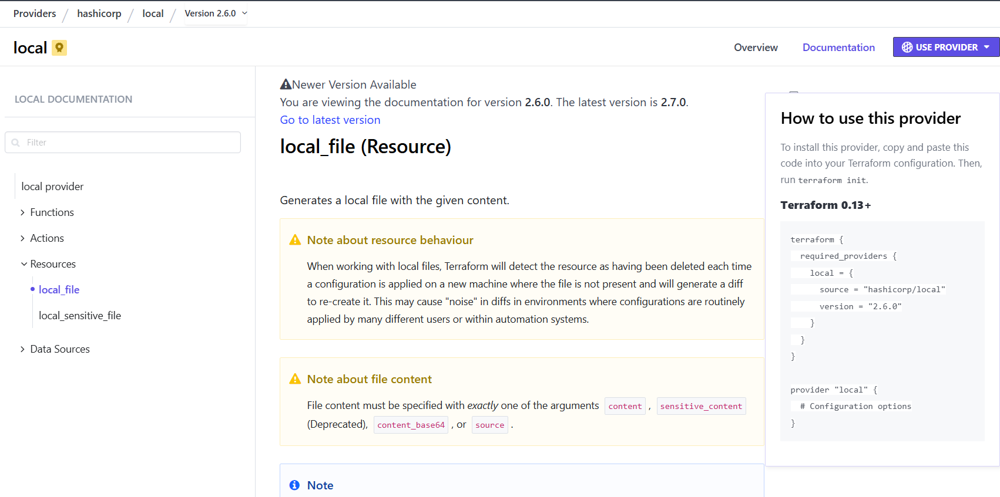 Providers / hashicorp / local / Version 2.6.0
local
Overview
Documentation
USE PROVIDER
LOCAL DOCUMENTATION
Filter
local provider
Functions
Actions
Resources
local_file
local_sensitive_file
Data Sources
Newer Version Available
You are viewing the documentation for version 2.6.0. The latest version is 2.7.0.
Go to latest version
local_file (Resource)
Generates a local file with the given content.
Note about resource behaviour
When working with local files, Terraform will detect the resource as having been deleted each time
a configuration is applied on a new machine where the file is not present and will generate a diff
to re-create it. This may cause "noise" in diffs in environments where configurations are routinely
applied by many different users or within automation systems.
Note about file content
File content must be specified with exactly one of the arguments content , sensitive_content
(Deprecated), content_base64 , or source .
Note
How to use this provider
To install this provider, copy and paste this
code into your Terraform configuration. Then,
run terraform init.
Terraform 0.13+
terraform {
  required_providers {
    local = {
      source = "hashicorp/local"
      version = "2.6.0"
    }
  }
}
provider "local" {
  # Configuration options
}